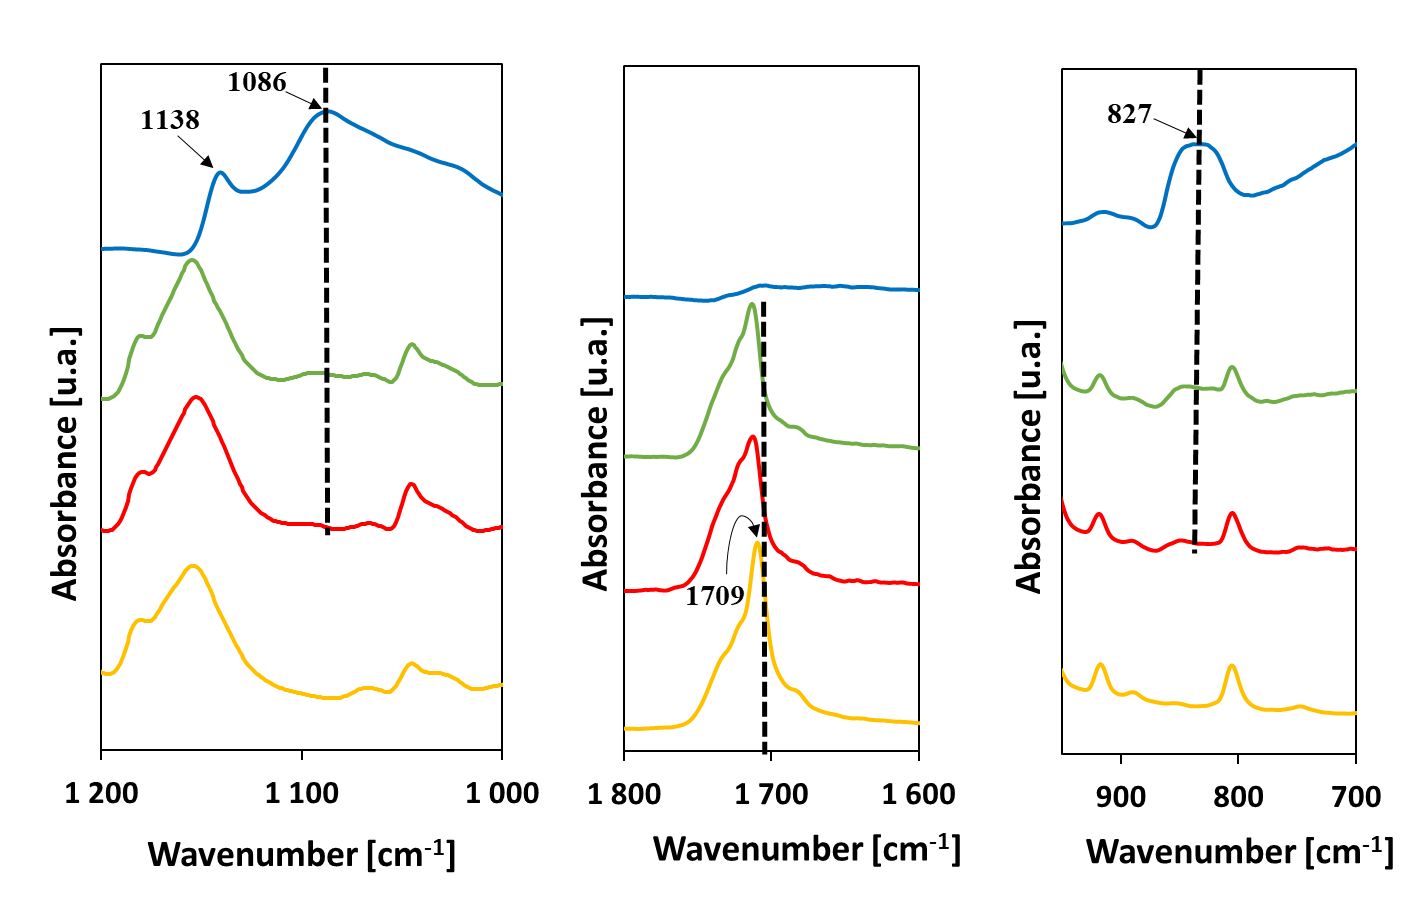 1086
1138
Absorbance [u.a.]
1 200
1 100
1 000
Wavenumber [cm-1]
1709
Absorbance [u.a.]
1 800
1 700
1 600
Wavenumber [cm-1]
827
Absorbance [u.a.]
900
800
700
Wavenumber [cm-1]